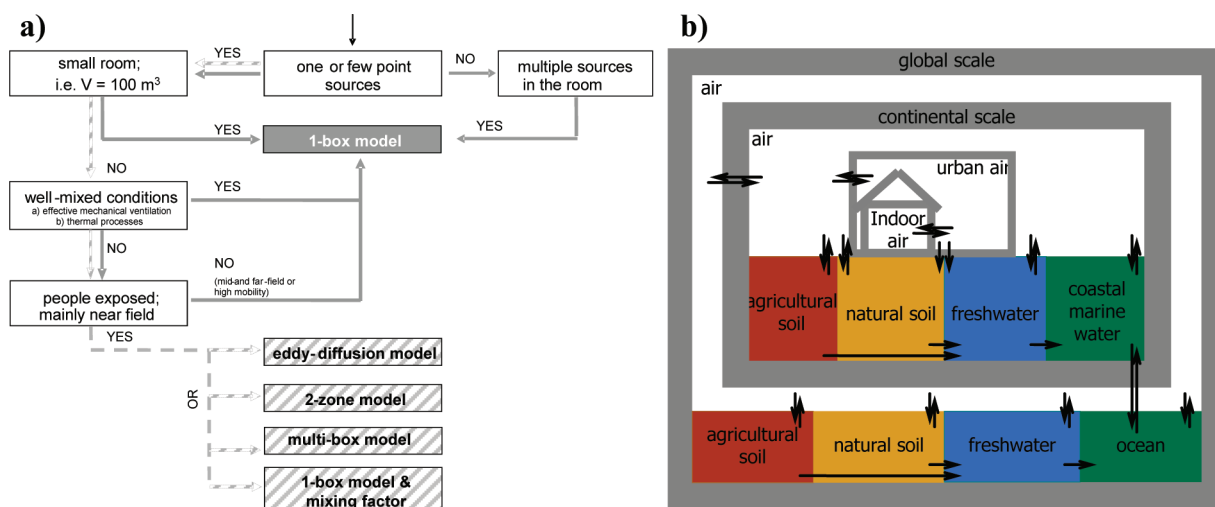 a)
YES
small room;
i.e. V = 100 m³
one or few point
sources
NO
multiple sources
in the room
YES
1-box model
YES
NO
well-mixed conditions
a) effective mechanical ventilation
b) thermal processes
YES
NO
NO
(mid-and far-field or
high mobility)
people exposed;
mainly near field
YES
OR
eddy-diffusion model
2-zone model
multi-box model
1-box model &
mixing factor
b)
global scale
air
continental scale
air
urban air
Indoor
air
agricultural
soil
natural soil
freshwater
coastal
marine
water
agricultural
soil
natural soil
freshwater
ocean